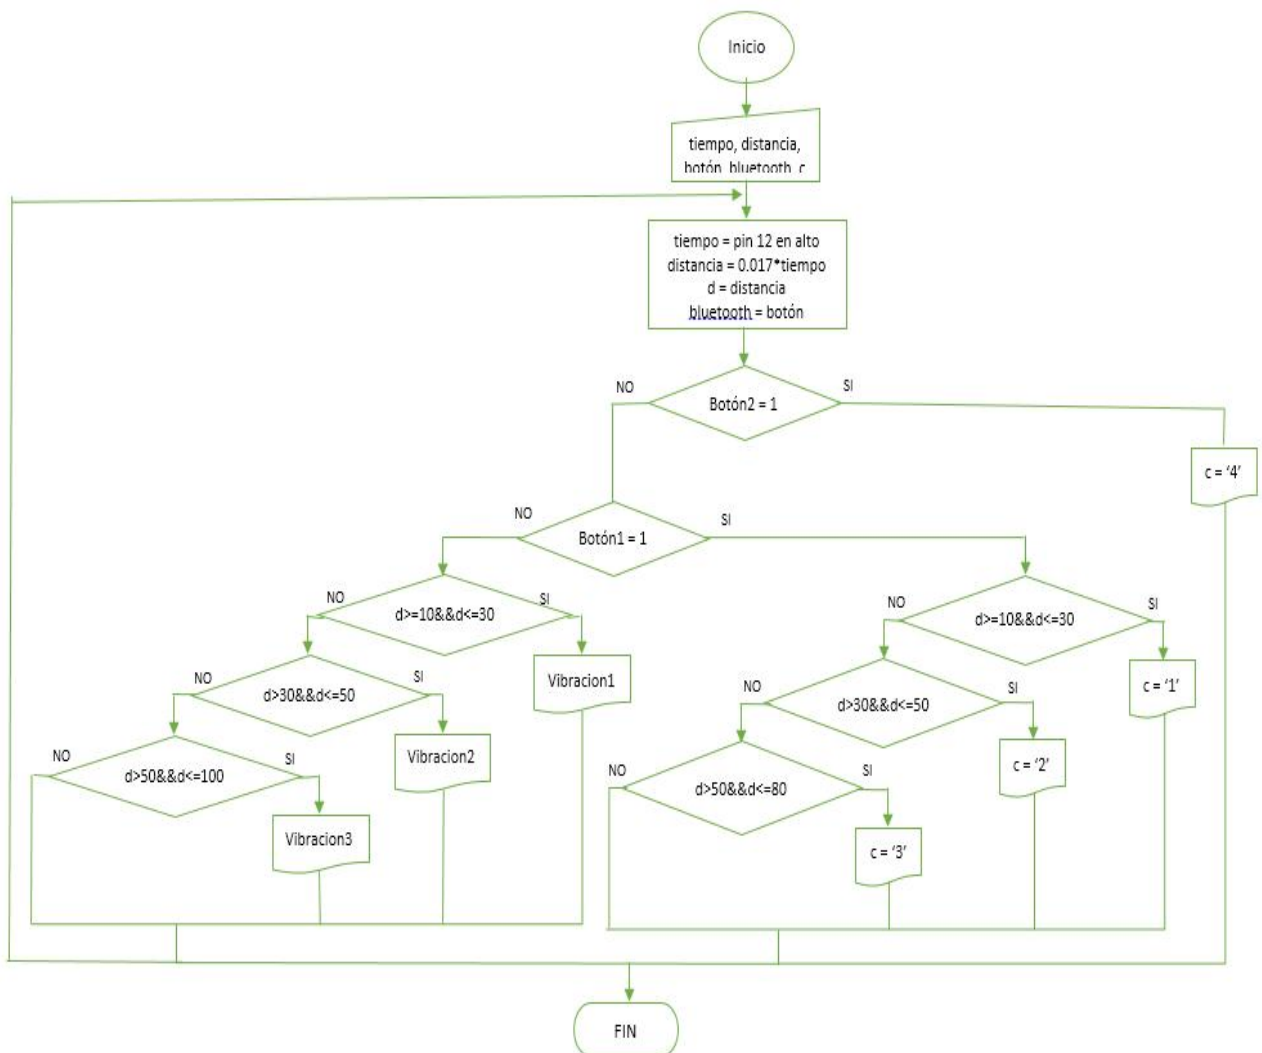 Inicio
tiempo, distancia,
botón, bluetooth, c
tiempo = pin 12 en alto
distancia = 0.017*tiempo
d = distancia
bluetooth = botón
NO
SI
Botón2 = 1
c = ‘4’
NO
SI
Botón1 = 1
NO
SI
d>=10&&d<=30
NO
SI
d>=10&&d<=30
NO
SI
d>30&&d<=50
Vibracion1
NO
SI
d>30&&d<=50
c = ‘1’
NO
SI
d>50&&d<=100
Vibracion2
NO
SI
d>50&&d<=80
c = ‘2’
Vibracion3
c = ‘3’
FIN